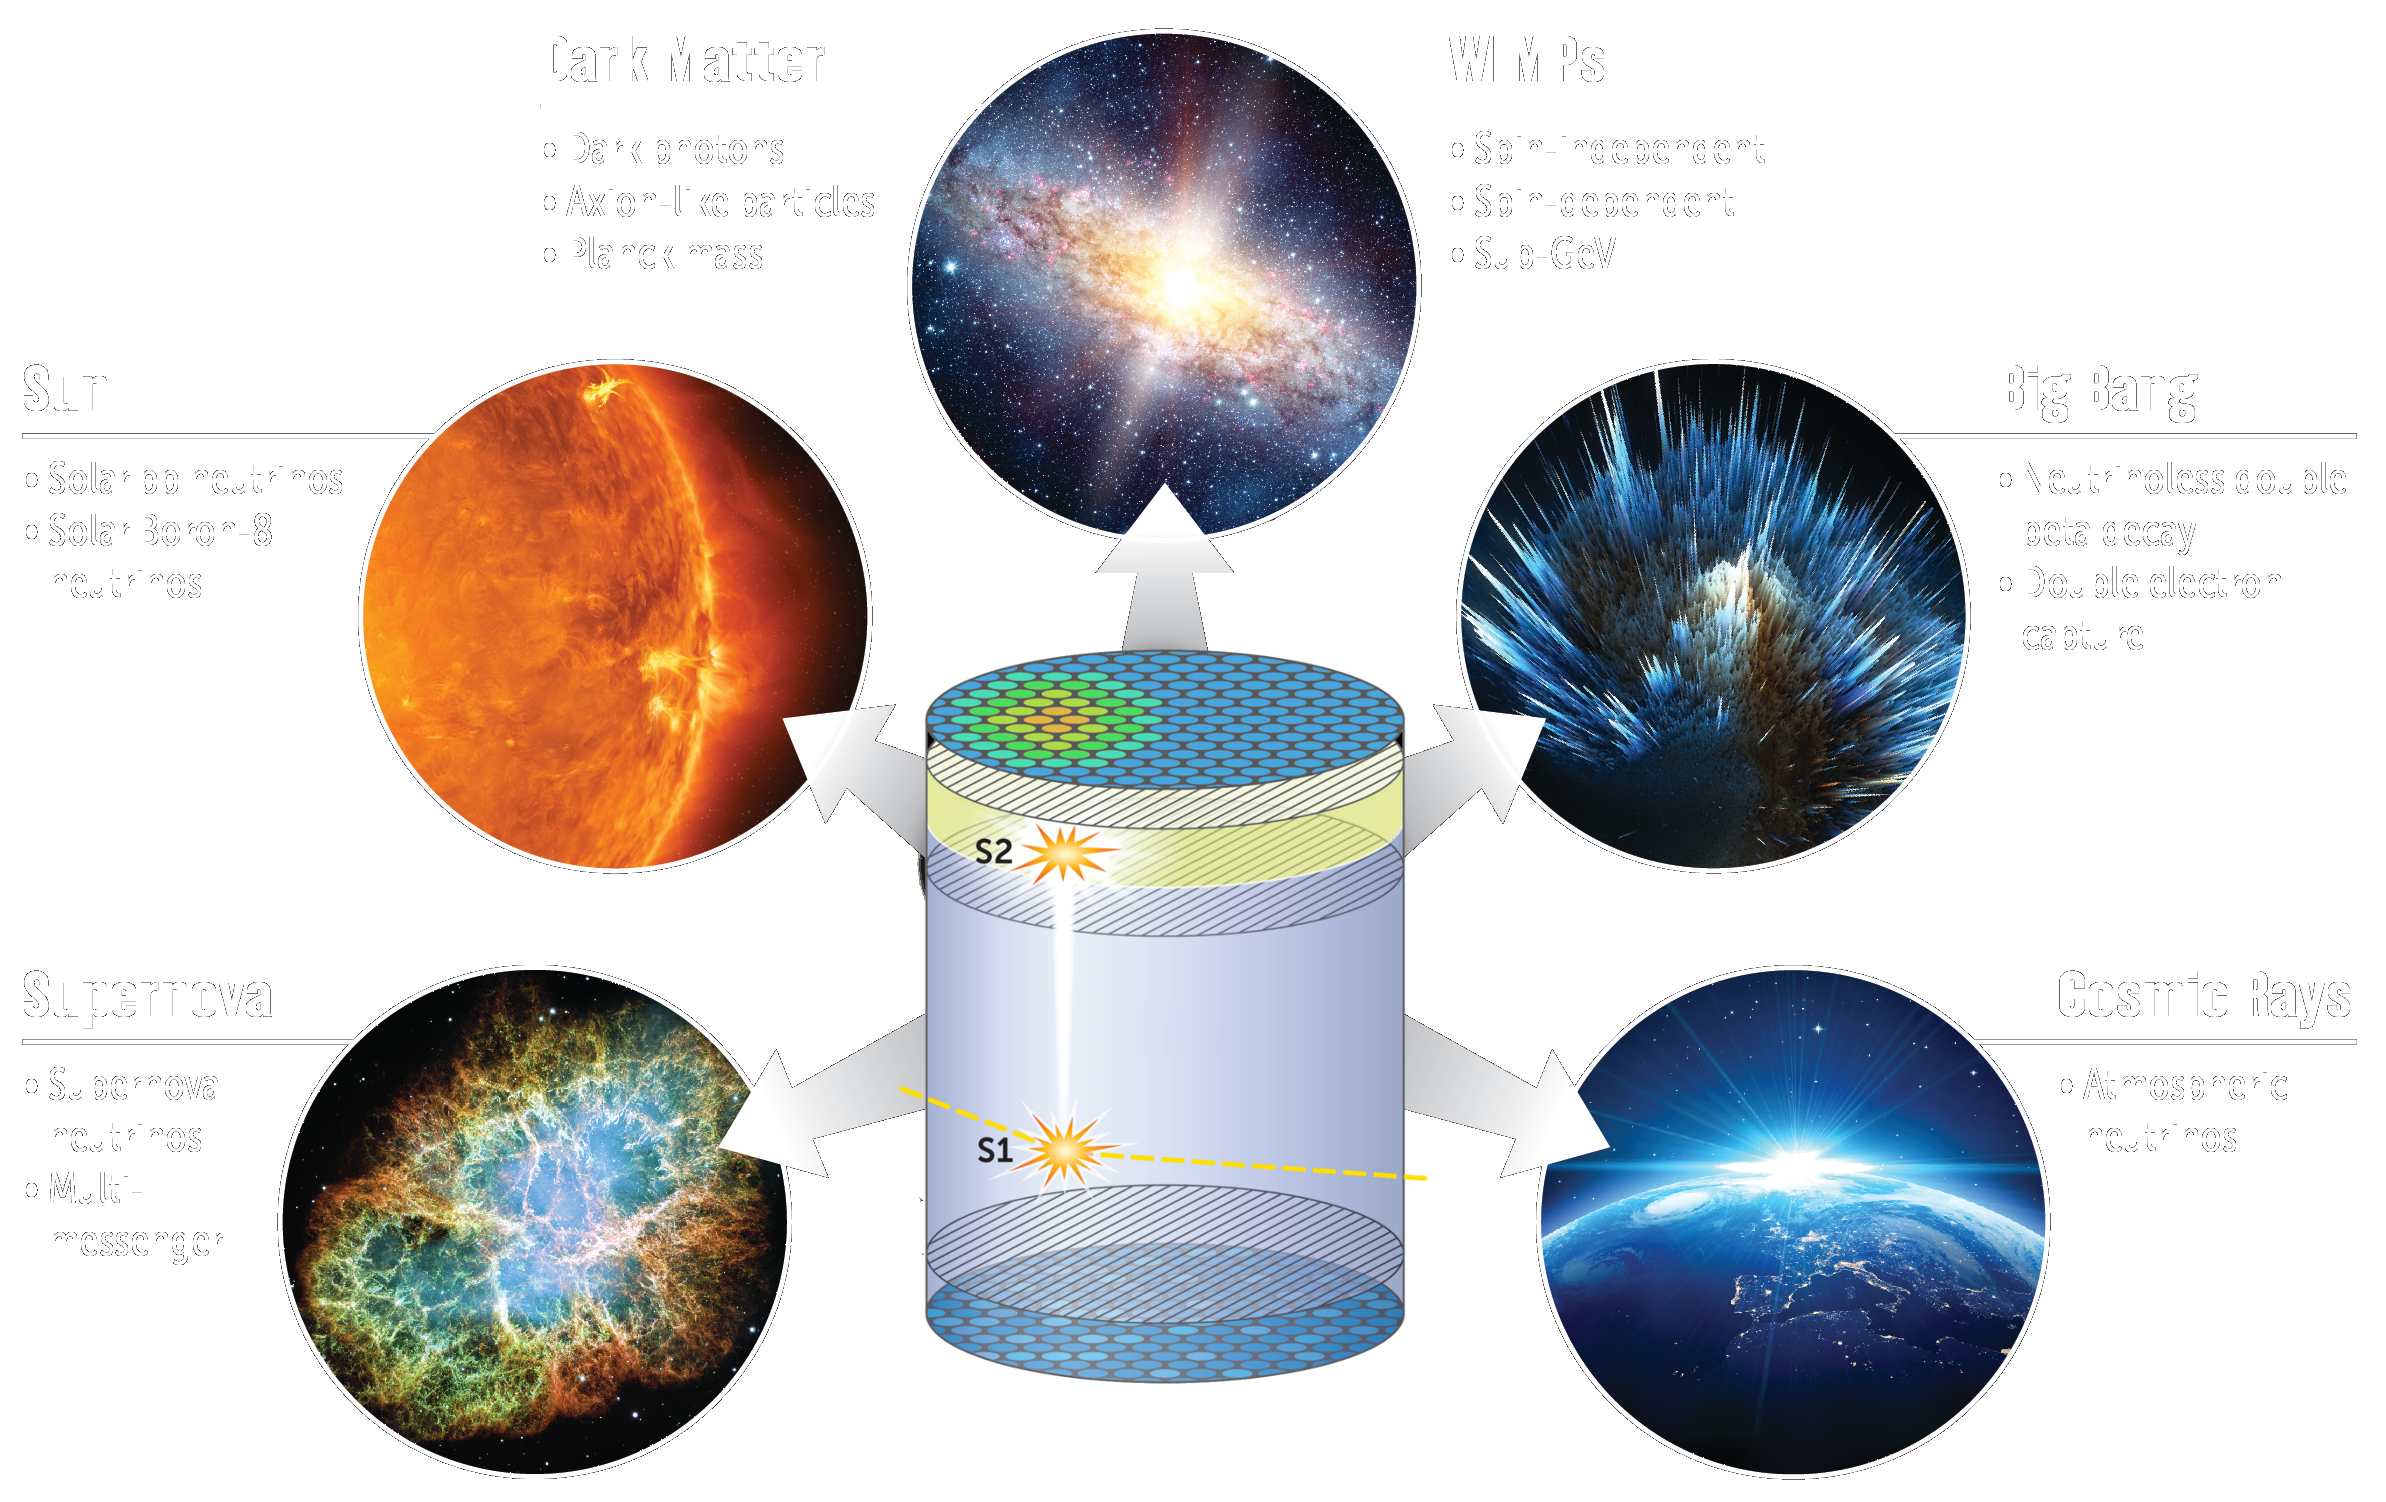 Dark Matter
• Dark photons
• Axion-like particles
• Planck mass
WIMPs
• Spin-independent
• Spin-dependent
• Sub-GeV
Sun
• Solar pp neutrinos
• Solar Boron-8
neutrinos
Big Bang
• Neutrinoless double
beta decay
• Double electron
capture
S2
S1
Supernova
• Supernova
neutrinos
• Multi-
messenger
Cosmic Rays
• Atmospheric
neutrinos